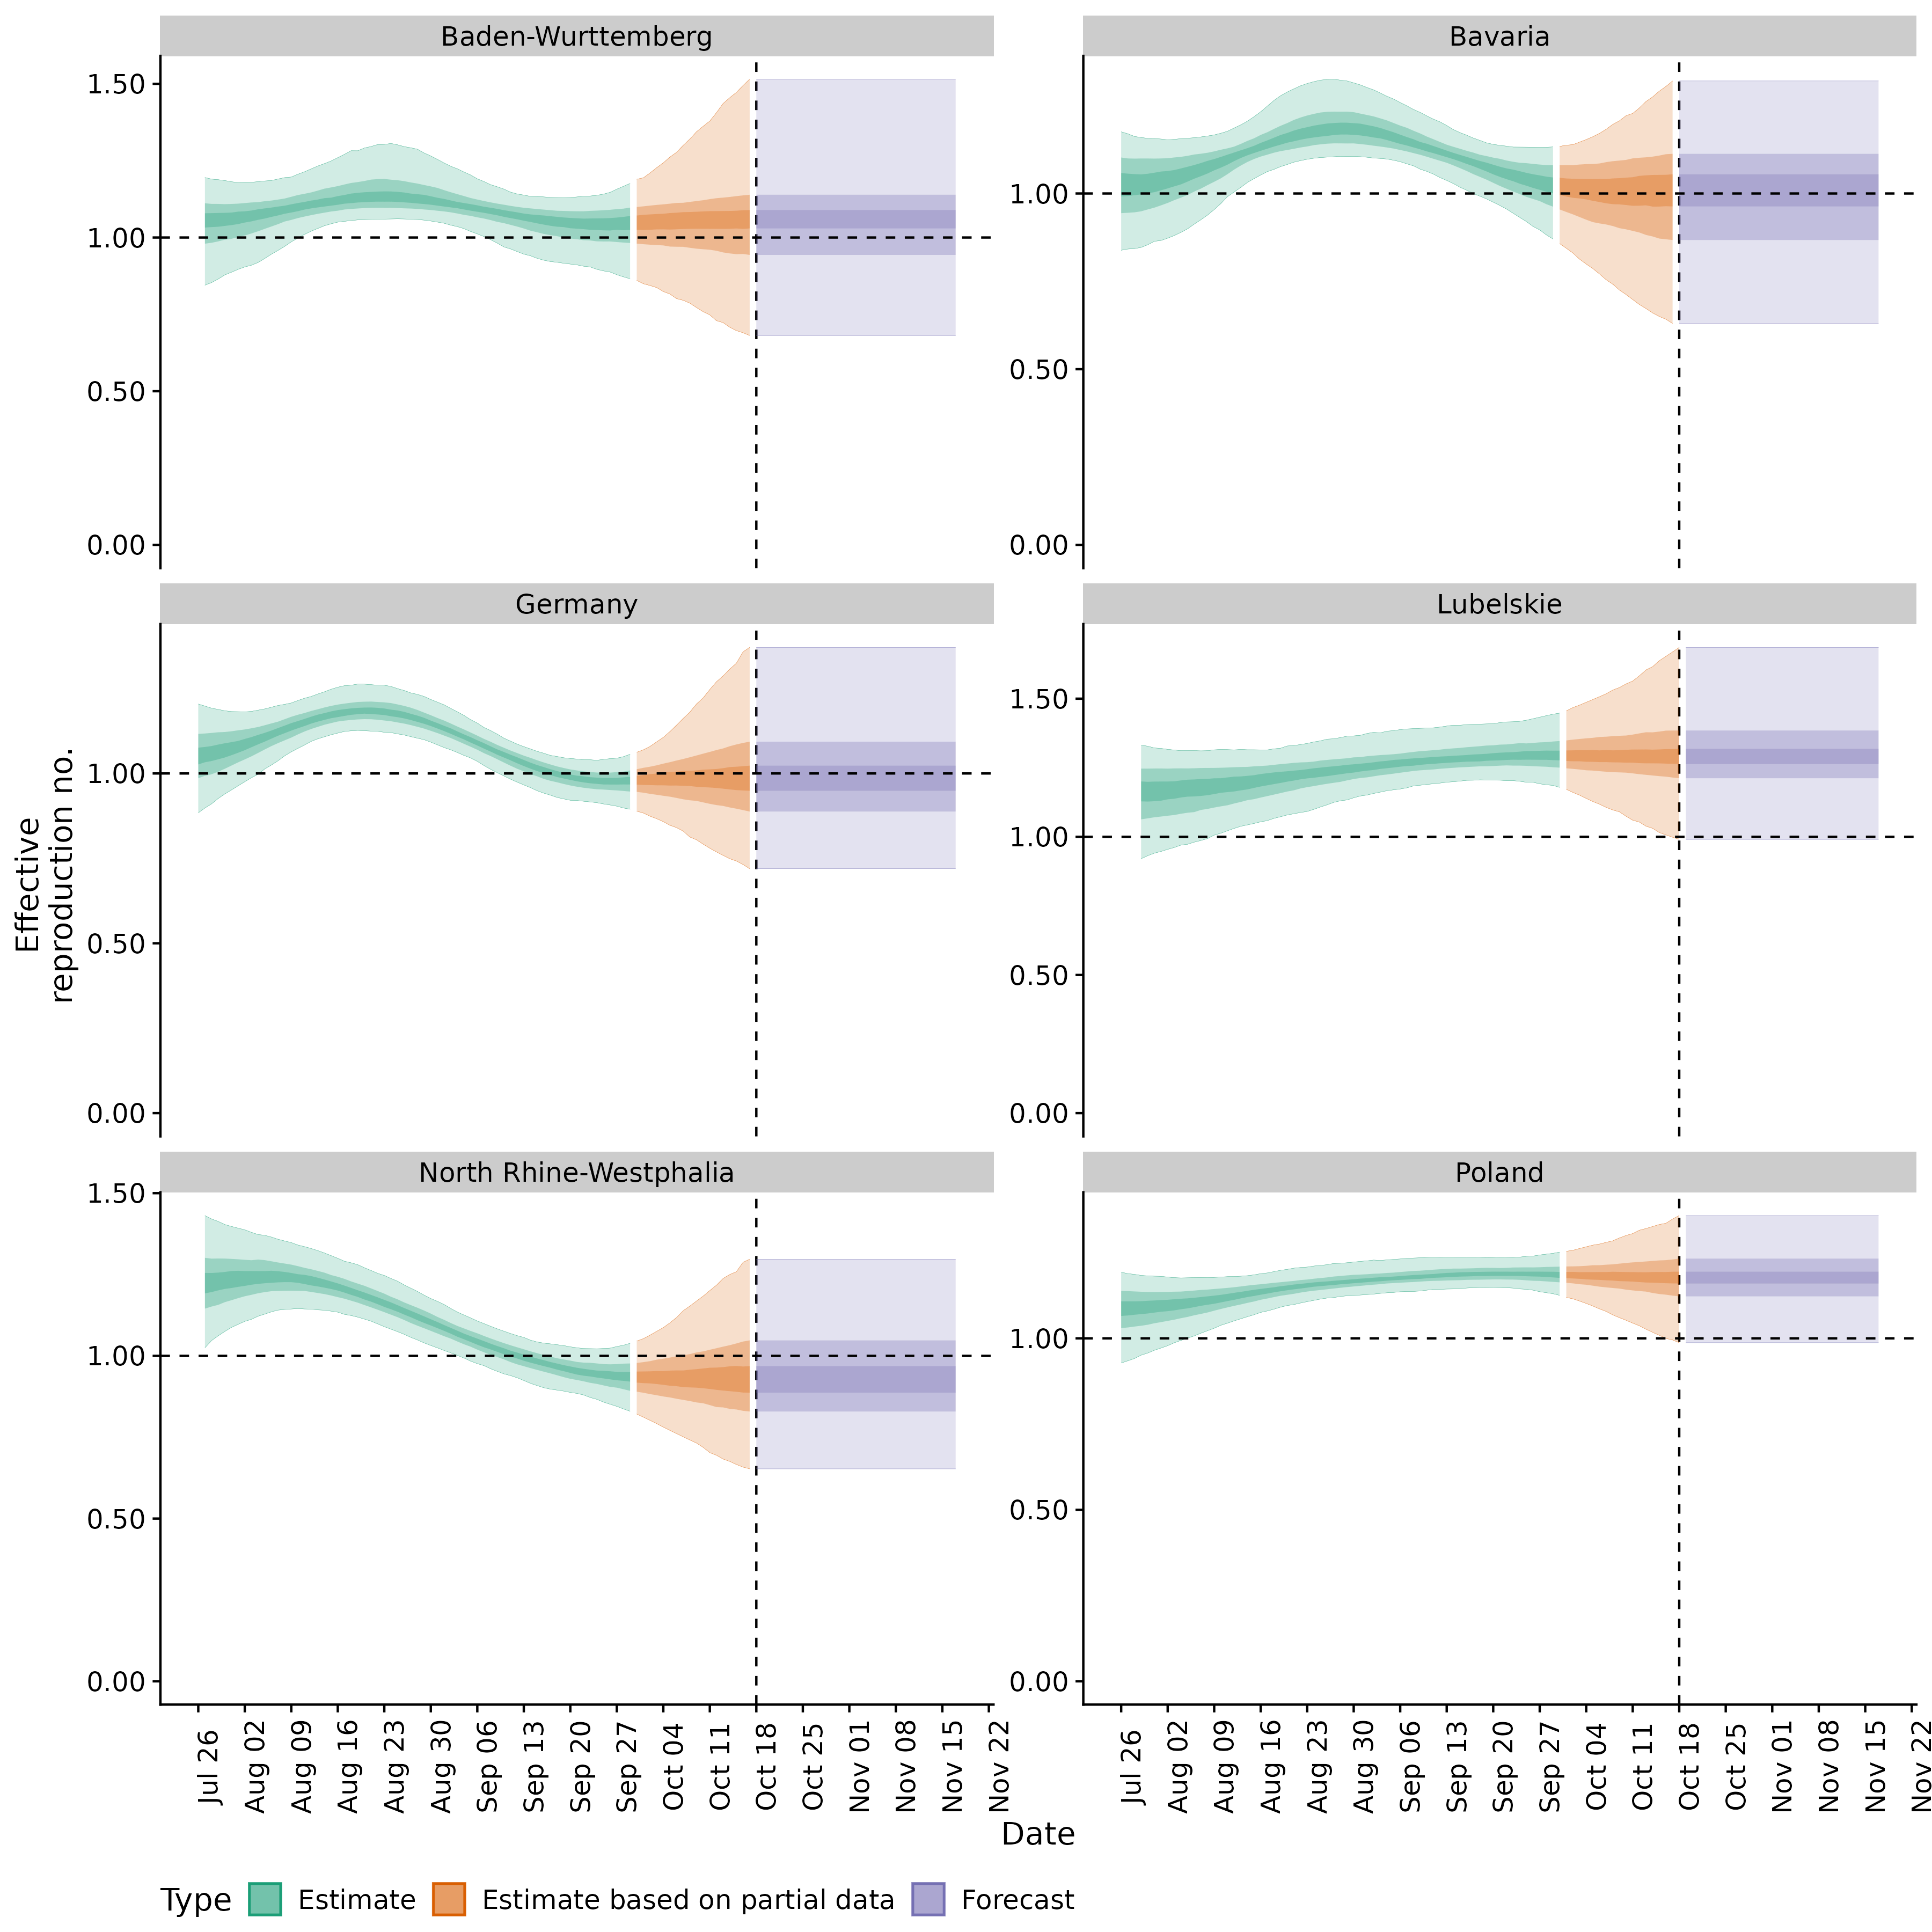 Baden-Wurttemberg
Bavaria
1.50
1.00
0.50
0.00
1.00
0.50
0.00
Germany
Lubelskie
1.00
0.50
0.00
1.50
1.00
0.50
0.00
North Rhine-Westphalia
Poland
1.50
1.00
0.50
0.00
1.00
0.50
0.00
Effective
reproduction no.
Jul 26
Aug 02
Aug 09
Aug 16
Aug 23
Aug 30
Sep 06
Sep 13
Sep 20
Sep 27
Oct 04
Oct 11
Oct 18
Oct 25
Nov 01
Nov 08
Nov 15
Nov 22
Jul 26
Aug 02
Aug 09
Aug 16
Aug 23
Aug 30
Sep 06
Sep 13
Sep 20
Sep 27
Oct 04
Oct 11
Oct 18
Oct 25
Nov 01
Nov 08
Nov 15
Nov 22
Date
Type Estimate Estimate based on partial data Forecast